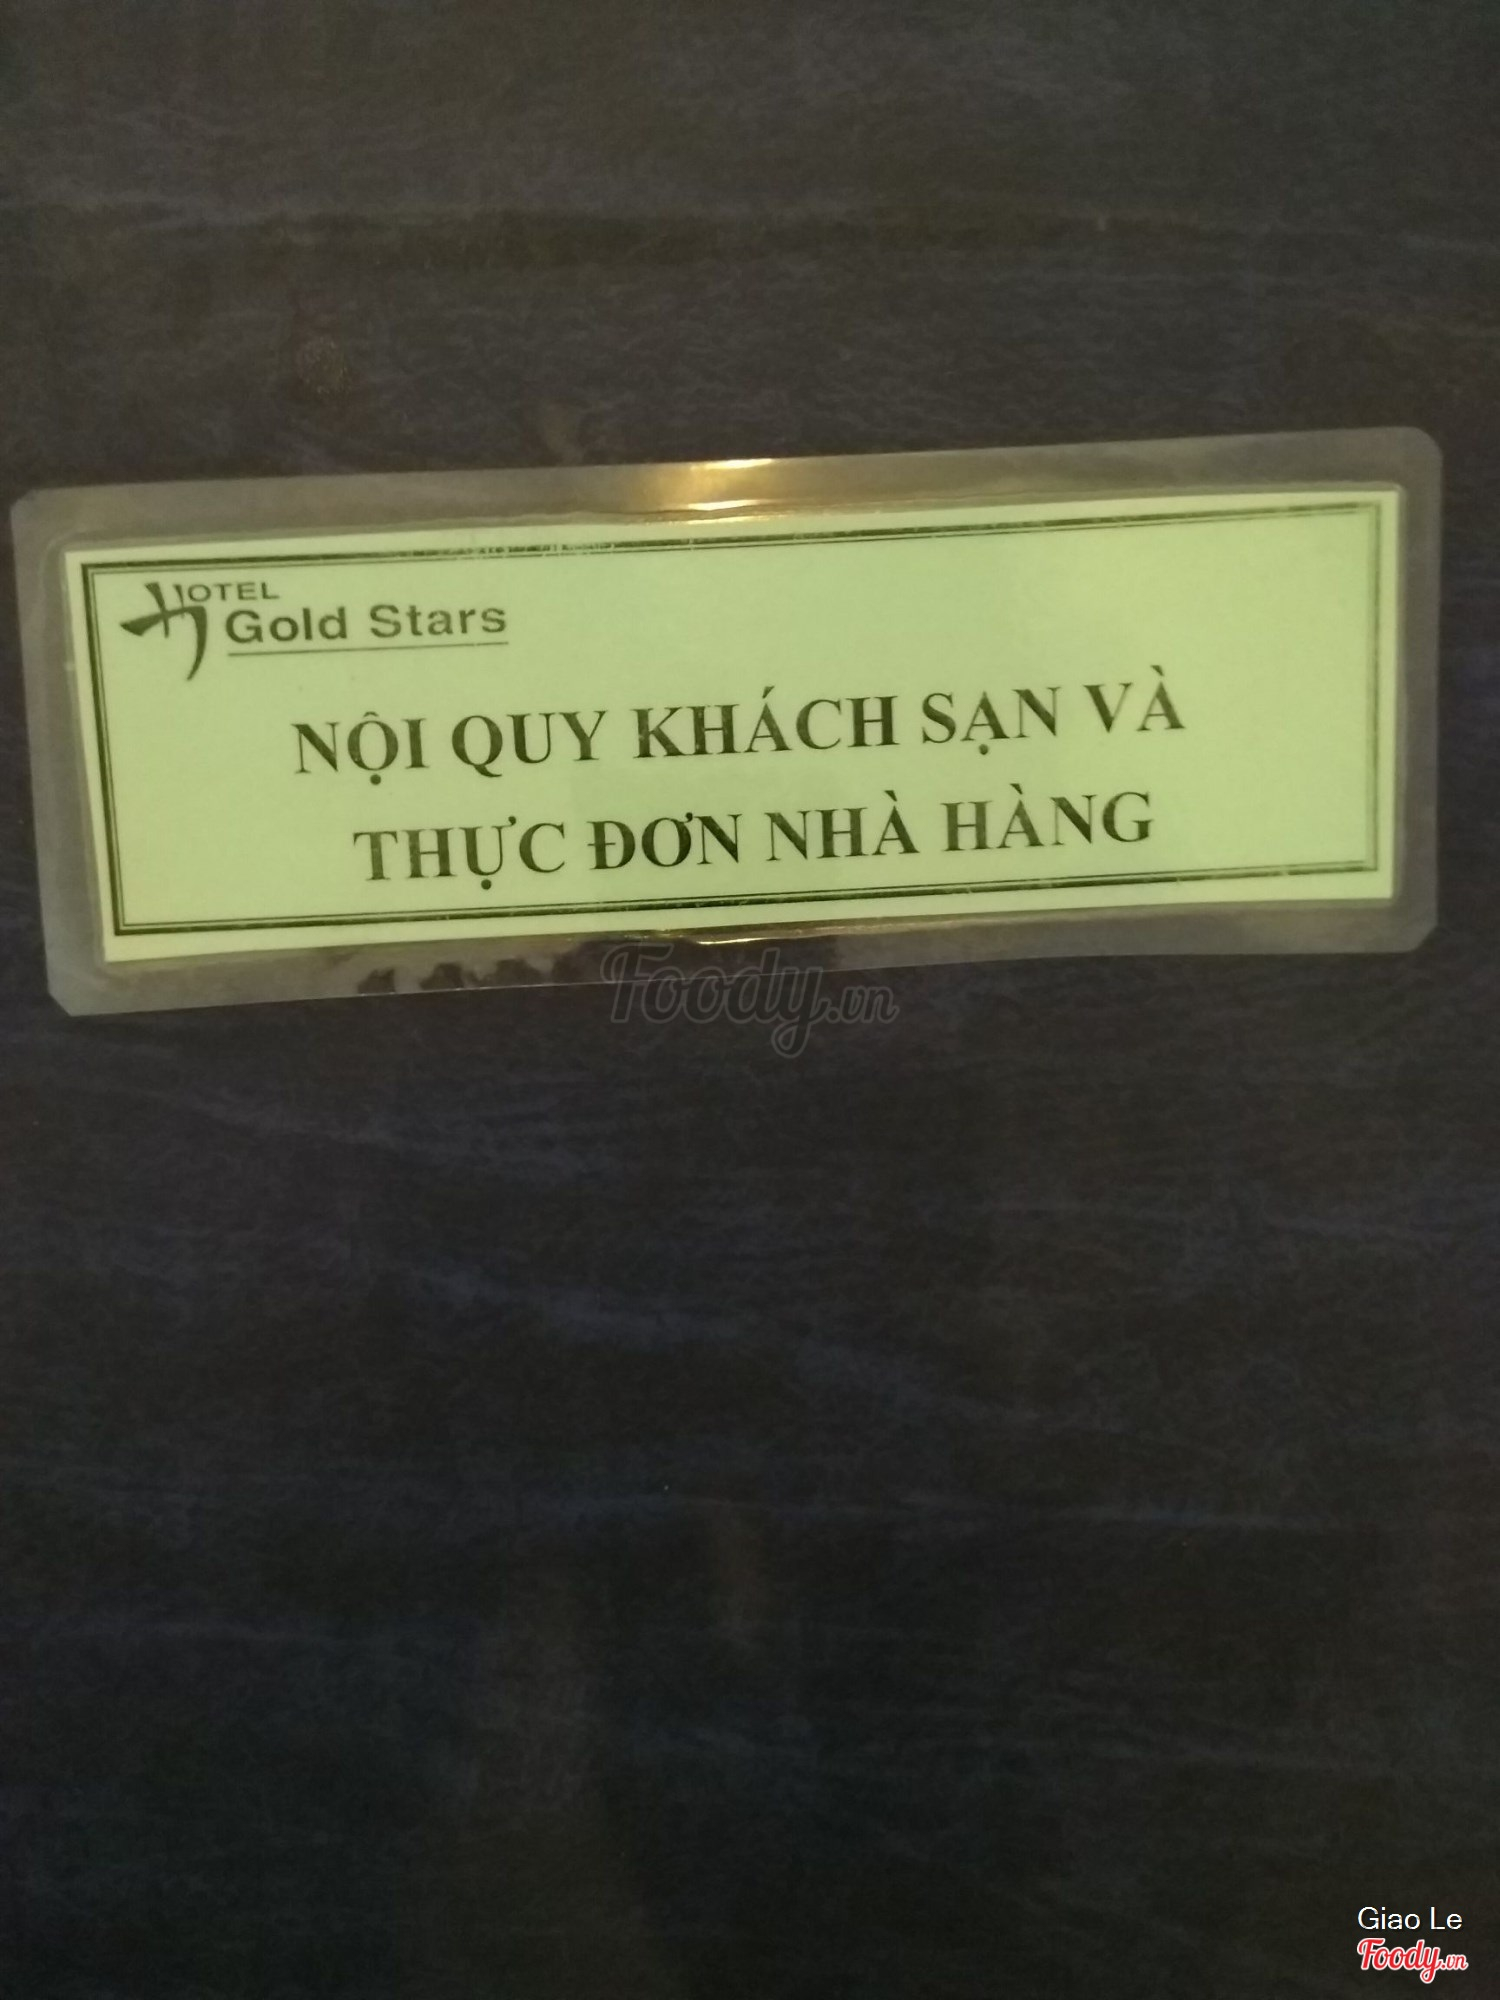 HOTEL
Gold Stars
NỘI QUY KHÁCH SẠN VÀ
THỰC ĐƠN NHÀ HÀNG
Foody.vn
Giao Le
Foody.vn